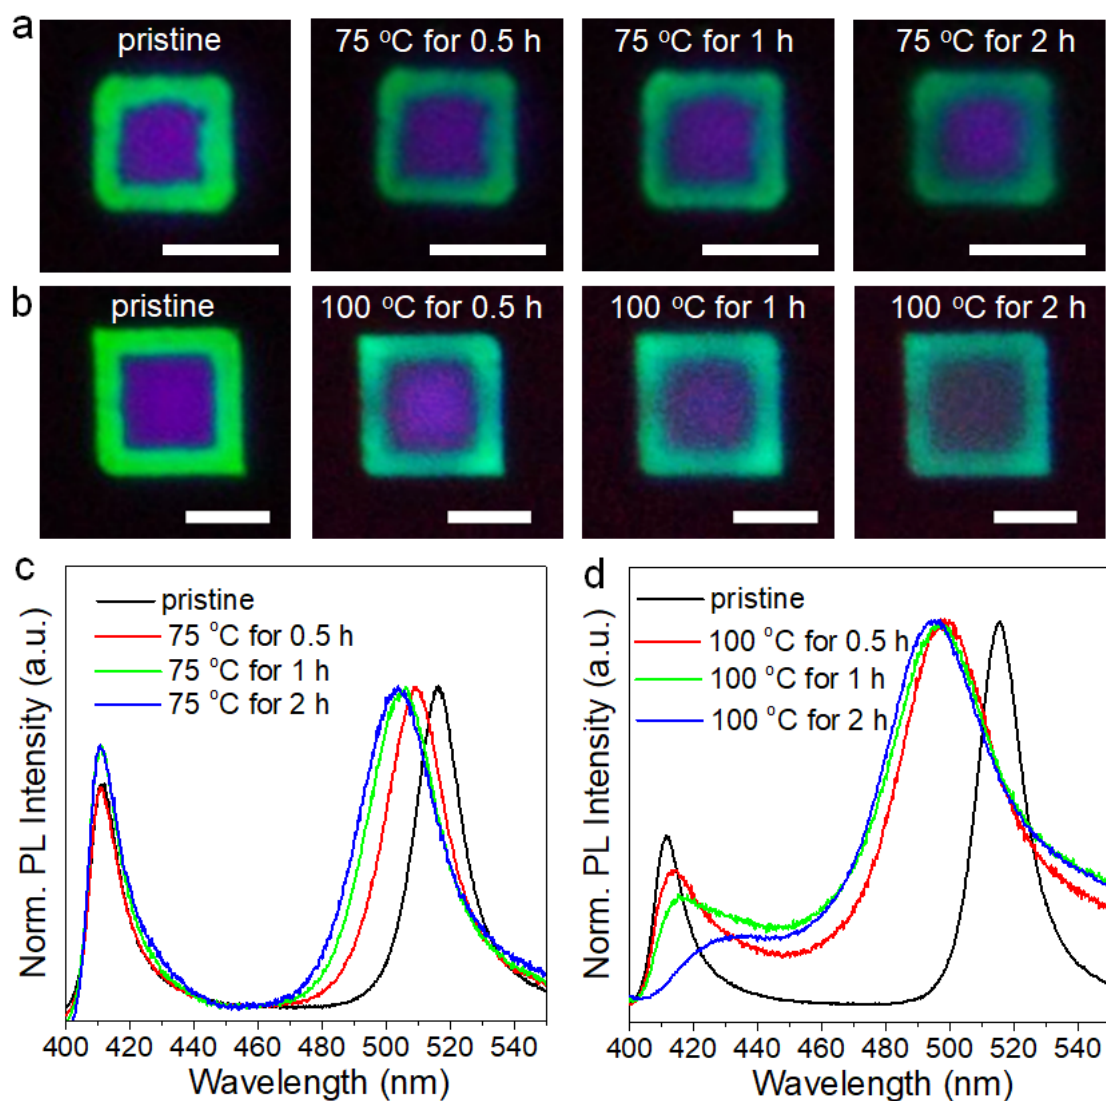 a
pristine
75 °C for 0.5 h
75 °C for 1 h
75 °C for 2 h
b
pristine
100 °C for 0.5 h
100 °C for 1 h
100 °C for 2 h
c
pristine
75 °C for 0.5 h
75 °C for 1 h
75 °C for 2 h
Norm. PL Intensity (a.u.)
400 420 440 460 480 500 520 540
Wavelength (nm)
d
pristine
100 °C for 0.5 h
100 °C for 1 h
100 °C for 2 h
Norm. PL Intensity (a.u.)
400 420 440 460 480 500 520 540
Wavelength (nm)